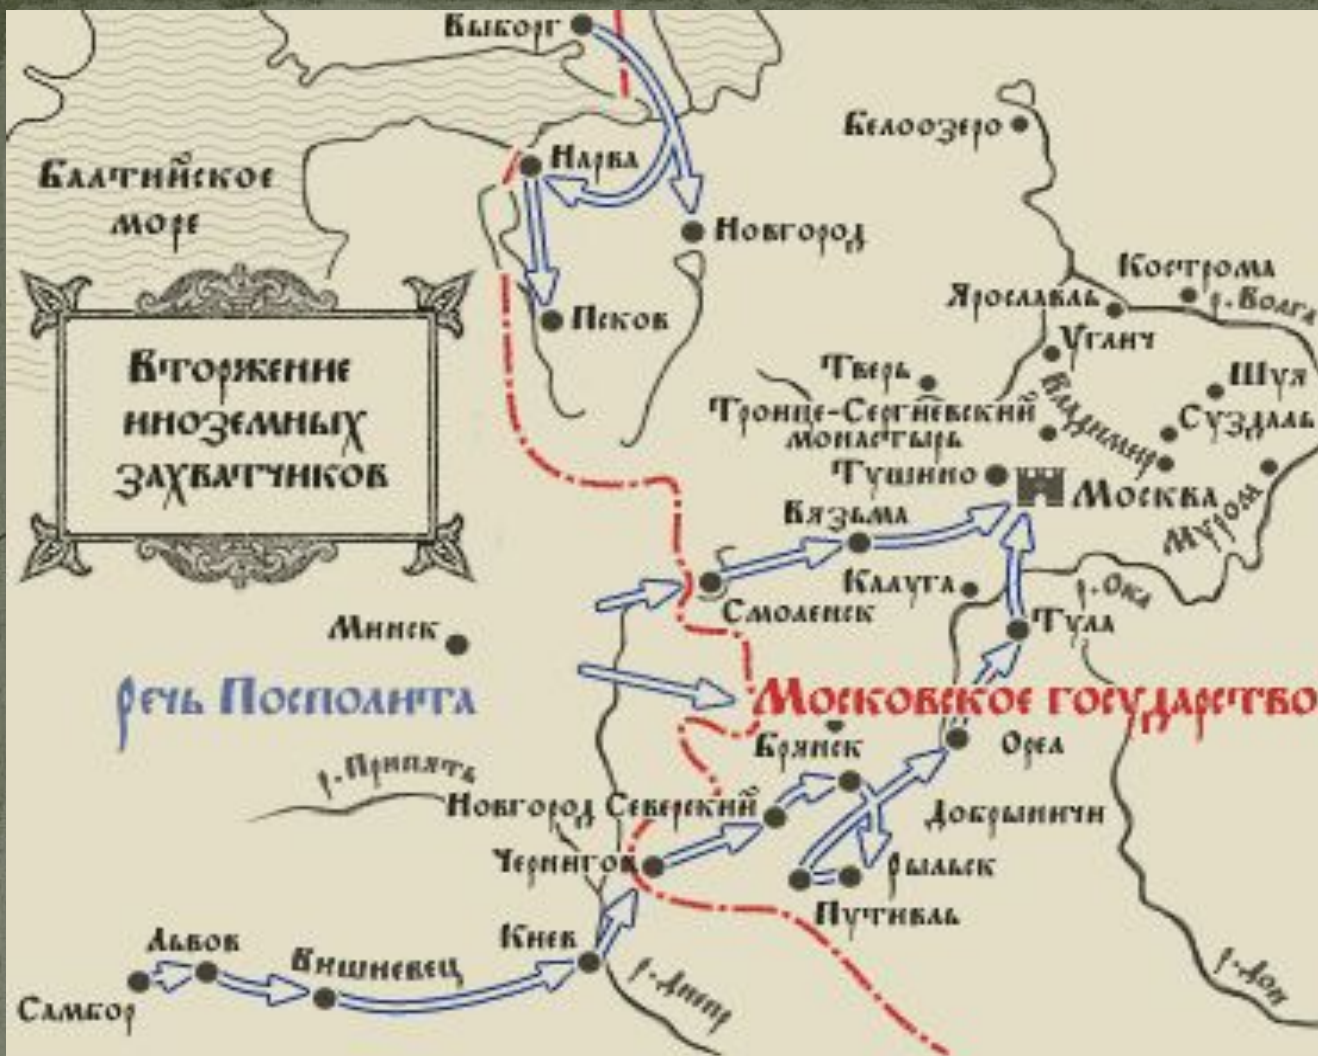 Выборг
Белоозеро
Нарва
Балтийское
море
Новгород
Кострома
р. Волга
Ярославль
Псков
Углич
Вторжение
иноземных
захватчиков
Тверь
Шуя
Троице-Сергиевский
монастырь
Владимир
Суздаль
Тушино
Москва
Муром
Вязьма
Калуга
р. Ока
Смоленск
Минск
Тула
Речь Посполита
Московское государство
Брянск
Орел
р. Припять
Новгород Северский
Добрыничи
Чернигов
Рыльск
Путивль
Львов
Вишневец
Киев
Самбор
р. Днепр
р. Дон